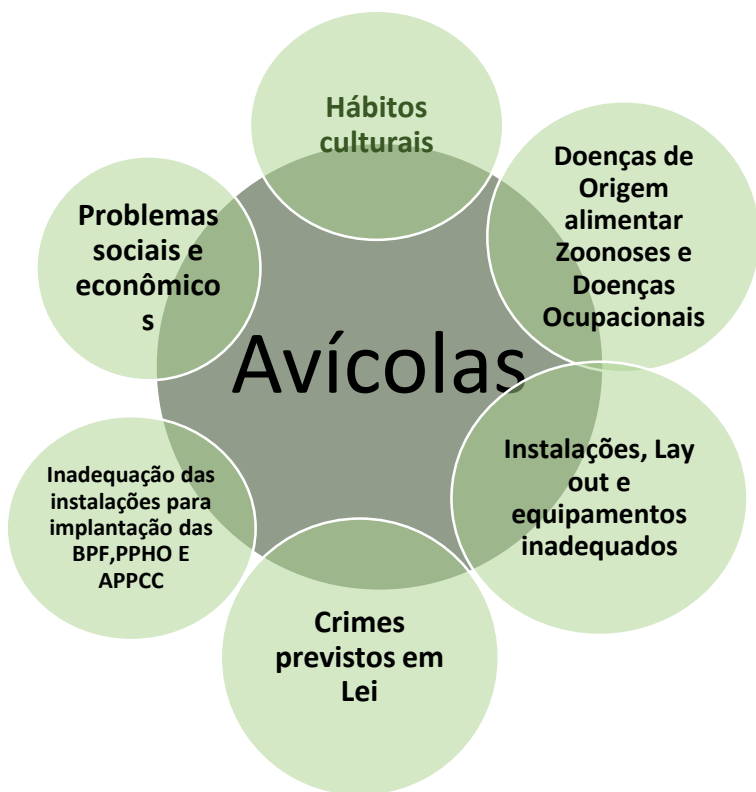 Hábitos
culturais
Doenças de
Origem
alimentar
Zoonoses e
Doenças
Ocupacionais
Problemas
sociais e
econômico
s
Avícolas
Instalações, Lay
out e
equipamentos
inadequados
Inadequação das
instalações para
implantação das
BPF,PPHO E
APPCC
Crimes
previstos em
Lei